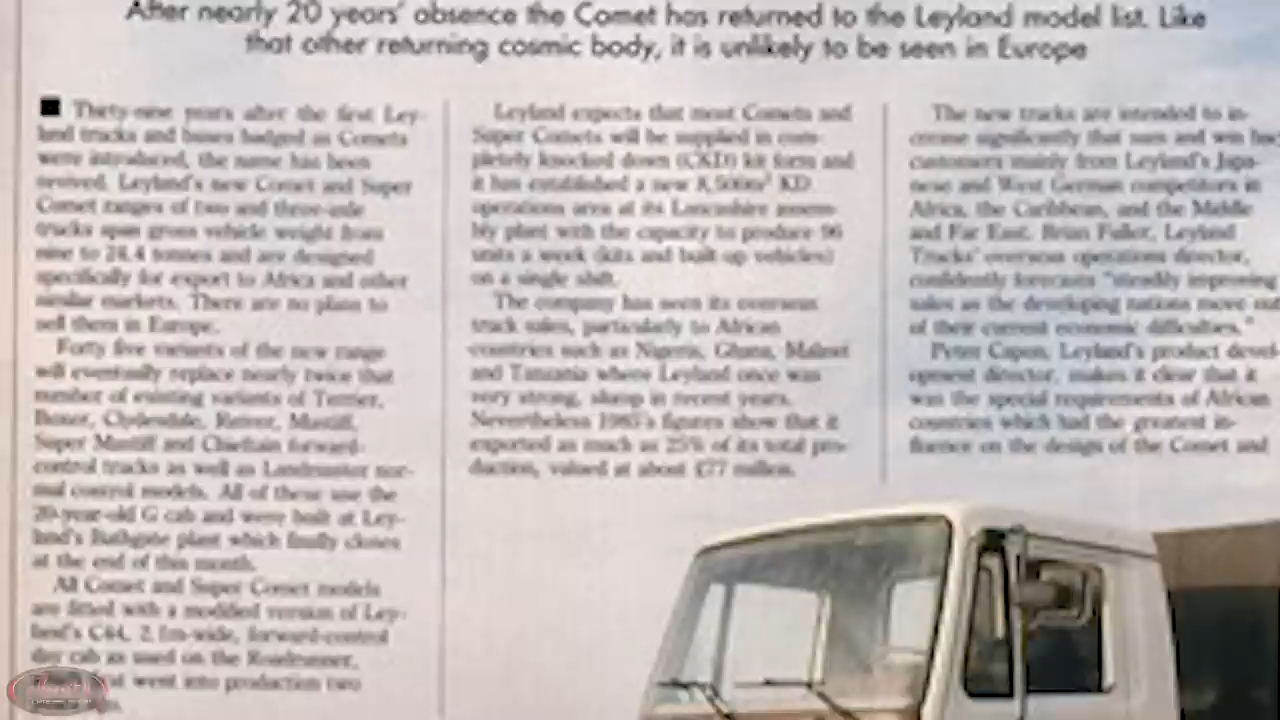 After nearly 20 years' absence the Comet has returned to the Leyland model list. Like
that other returning cosmic body, it is unlikely to be seen in Europe
Thirty-nine years after the first Ley-
land trucks and buses badged as Comets
were introduced, the name has been
revived. Leyland's new Comet and Super
Comet ranges of two and three-axle
trucks span gross vehicle weight from
nine to 24.4 tonnes and are designed
specifically for export to Africa and other
similar markets. There are no plans to
sell them in Europe.
Forty five variants of the new range
will eventually replace nearly twice that
number of existing variants of Terrier,
Boxer, Clydesdale, Reiver, Mastiff,
Super Mastiff and Chieftain forward-
control trucks as well as Landmaster nor-
mal control models. All of these use the
20-year-old G cab and were built at Ley-
land's Bathgate plant which finally closes
at the end of this month.
All Comet and Super Comet models
are fitted with a modified version of Ley-
land's C44, 2.1m-wide, forward-control
day cab as used on the Roadrunner,
went into production two
Leyland expects that most Comets and
Super Comets will be supplied in com-
pletely knocked down (CKD) kit form and
it has established a new 8,500m² KD
operations area at its Lancashire assem-
bly plant with the capacity to produce 96
units a week (kits and built-up vehicles)
on a single shift.
The company has seen its overseas
truck sales, particularly to African
countries such as Nigeria, Ghana, Malawi
and Tanzania where Leyland once was
very strong, slump in recent years.
Nevertheless 1985's figures show that it
exported as much as 25% of its total pro-
duction, valued at about £77 million.
The new trucks are intended to in-
crease significantly that sum and win
customers mainly from Leyland's Japa-
nese and West German competitors in
Africa, the Caribbean, and the Middle
and Far East. Brian Fuller, Leyland
Trucks' overseas operations director,
confidently forecasts "steadily improving
sales as the developing nations move
of their current economic difficulties."
Peter Capon, Leyland's product devel-
opment director, makes it clear that it
was the special requirements of African
countries which had the greatest in-
fluence on the design of the Comet and